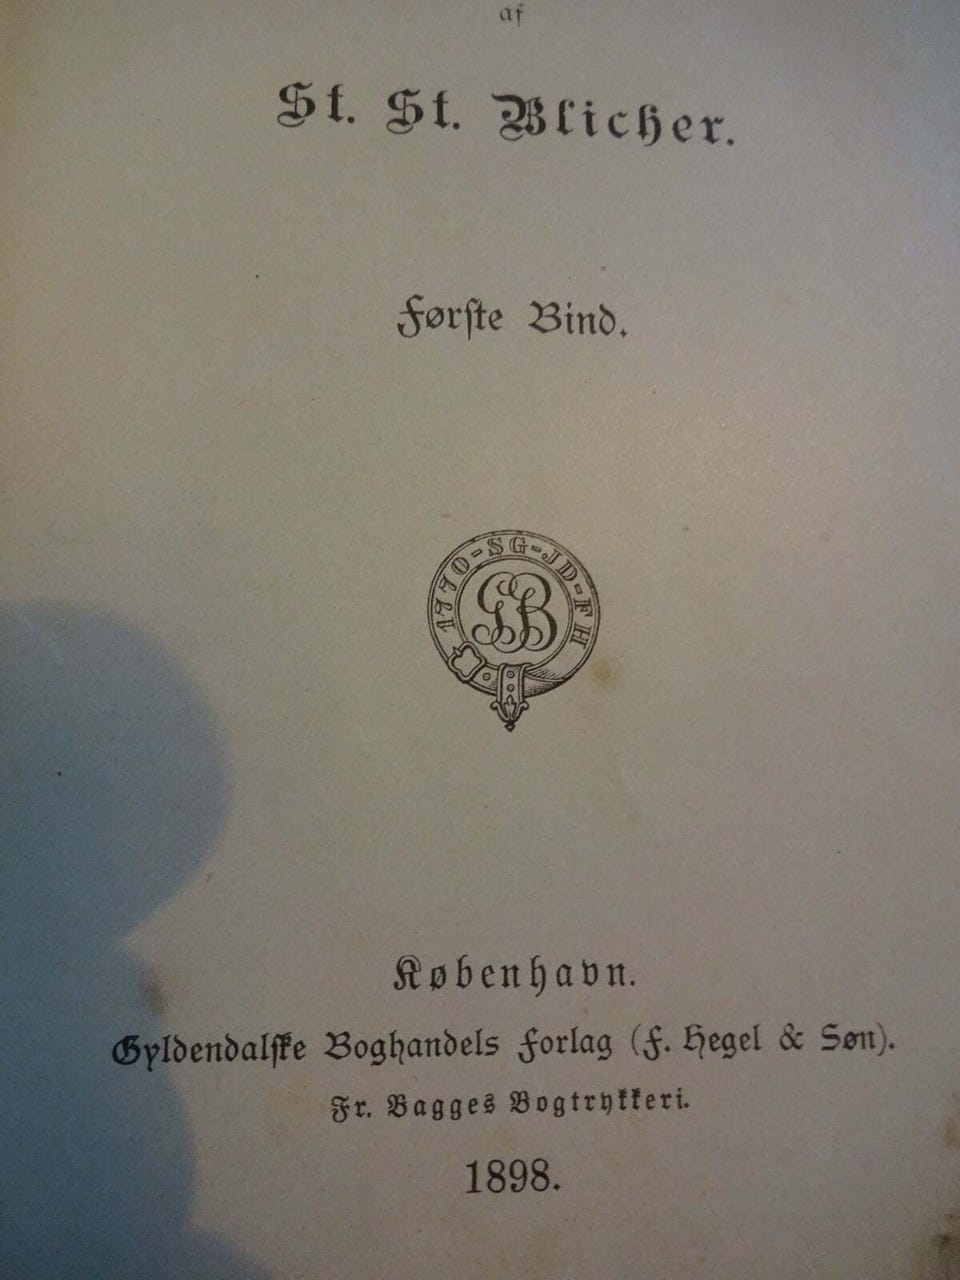 af
St. St. Blicher.
Første Bind.
1770-SG-JD-FH
GB
København.
Gyldendalske Boghandels Forlag (F. Hegel & Søn).
Fr. Bagges Bogtrykkeri.
1898.